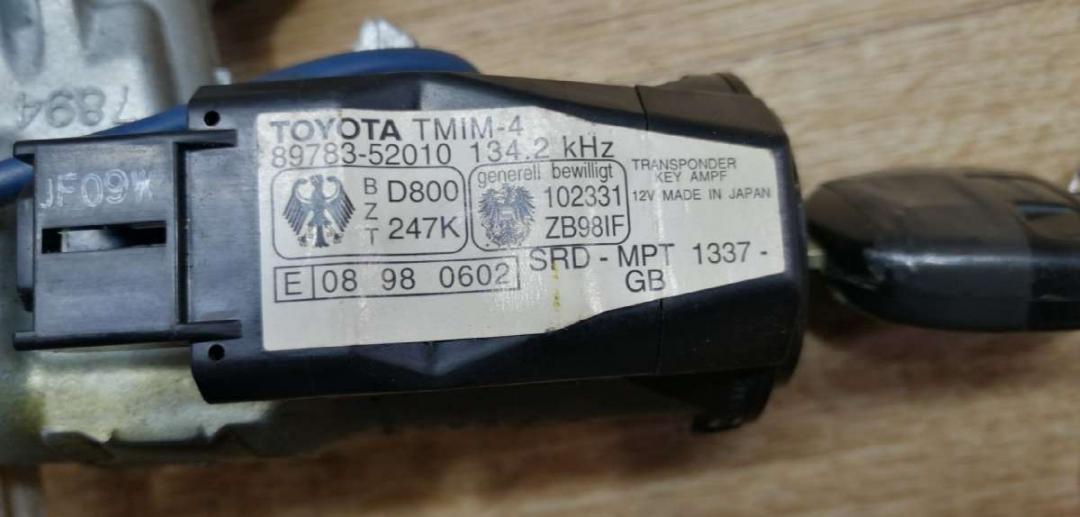 7894
JF09K
TOYOTA TMIM-4
89783-52010 134.2 kHz
BZT
D800
247K
generell bewilligt
102331
ZB98IF
TRANSPONDER
KEY AMPF
12V MADE IN JAPAN
E 08 98 0602
SRD - MPT 1337 -
GB